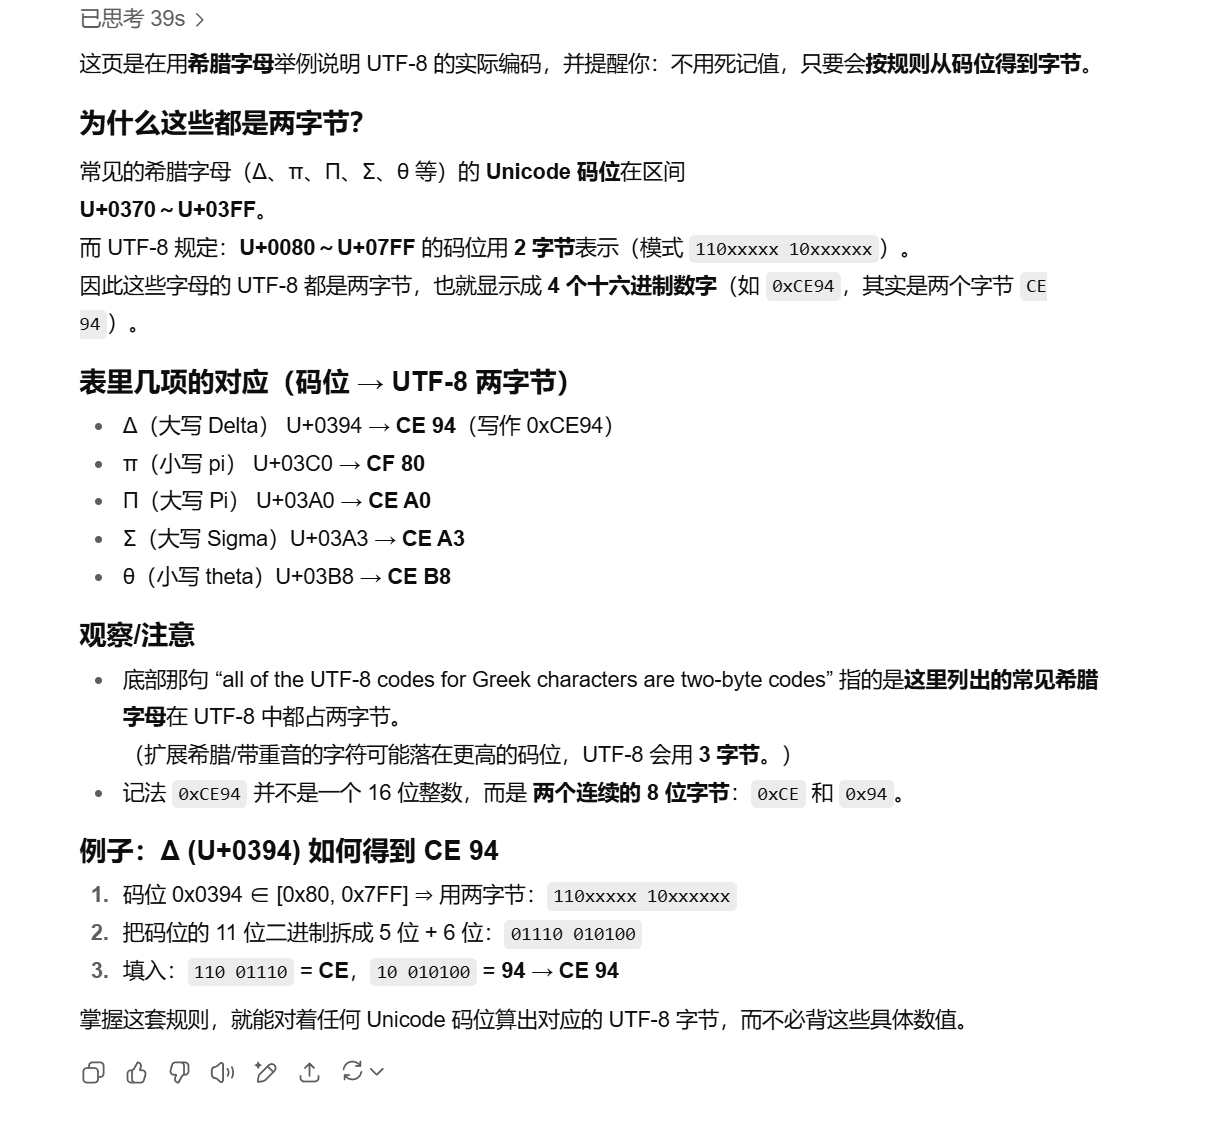 已思考 39s >
这页是在用希腊字母举例说明 UTF-8 的实际编码，并提醒你：不用死记值，只要会按规则从码位得到字节。
为什么这些都是两字节？
常见的希腊字母（Δ、π、Π、Σ、θ 等）的 Unicode 码位在区间
U+0370～U+03FF。
而 UTF-8 规定：U+0080～U+07FF 的码位用 2 字节表示（模式 110xxxxx 10xxxxxx）。
因此这些字母的 UTF-8 都是两字节，也就显示成 4 个十六进制数字（如 0xCE94，其实是两个字节 CE
94）。
表里几项的对应（码位 → UTF-8 两字节）
• Δ（大写 Delta） U+0394 → CE 94（写作 0xCE94）
• π（小写 pi） U+03C0 → CF 80
• Π（大写 Pi） U+03A0 → CE A0
• Σ（大写 Sigma）U+03A3 → CE A3
• θ（小写 theta）U+03B8 → CE B8
观察/注意
• 底部那句 “all of the UTF-8 codes for Greek characters are two-byte codes” 指的是这里列出的常见希腊
字母在 UTF-8 中都占两字节。
（扩展希腊/带重音的字符可能落在更高的码位，UTF-8 会用 3 字节。）
• 记法 0xCE94 并不是一个 16 位整数，而是 两个连续的 8 位字节：0xCE 和 0x94。
例子：Δ (U+0394) 如何得到 CE 94
1. 码位 0x0394 ∈ [0x80, 0x7FF] ⇒ 用两字节：110xxxxx 10xxxxxx
2. 把码位的 11 位二进制拆成 5 位 + 6 位：01110 010100
3. 填入：110 01110 = CE，10 010100 = 94 → CE 94
掌握这套规则，就能对着任何 Unicode 码位算出对应的 UTF-8 字节，而不必背这些具体数值。